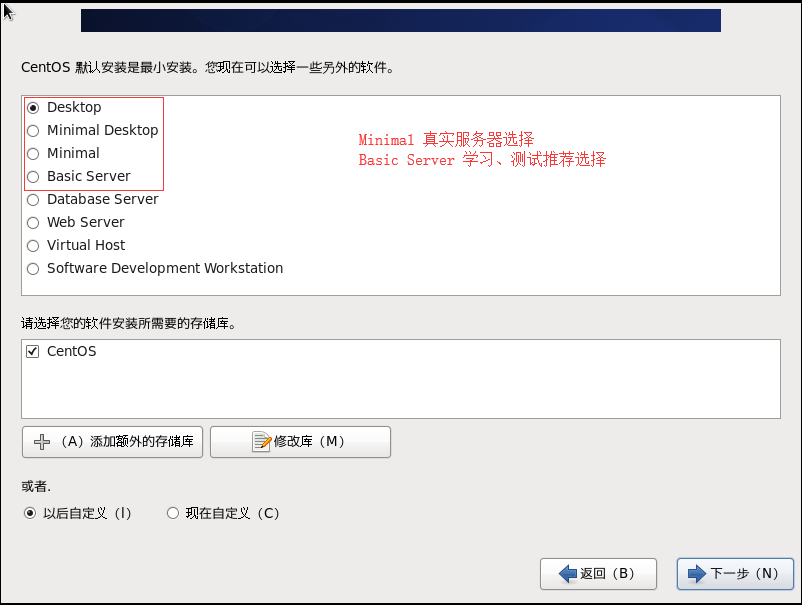 CentOS 默认安装是最小安装。您现在可以选择一些另外的软件。
Desktop
Minimal Desktop
Minimal
Basic Server
Database Server
Web Server
Virtual Host
Software Development Workstation
Minimal 真实服务器选择
Basic Server 学习、测试推荐选择
请选择您的软件安装所需要的存储库。
CentOS
（A）添加额外的存储库 修改库（M）
或者.
以后自定义（l） 现在自定义（C）
返回（B） 下一步（N）